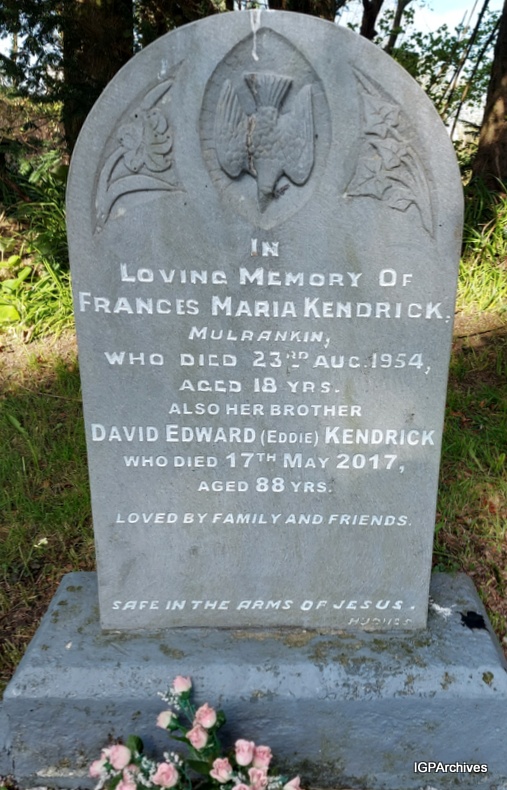 IN
LOVING MEMORY OF
FRANCES MARIA KENDRICK.
MULRANKIN,
WHO DIED 23RD AUG. 1954,
AGED 18 YRS.
ALSO HER BROTHER
DAVID EDWARD (EDDIE) KENDRICK
WHO DIED 17TH MAY 2017,
AGED 88 YRS.
LOVED BY FAMILY AND FRIENDS.
SAFE IN THE ARMS OF JESUS.
HUGHES
IGPArchives